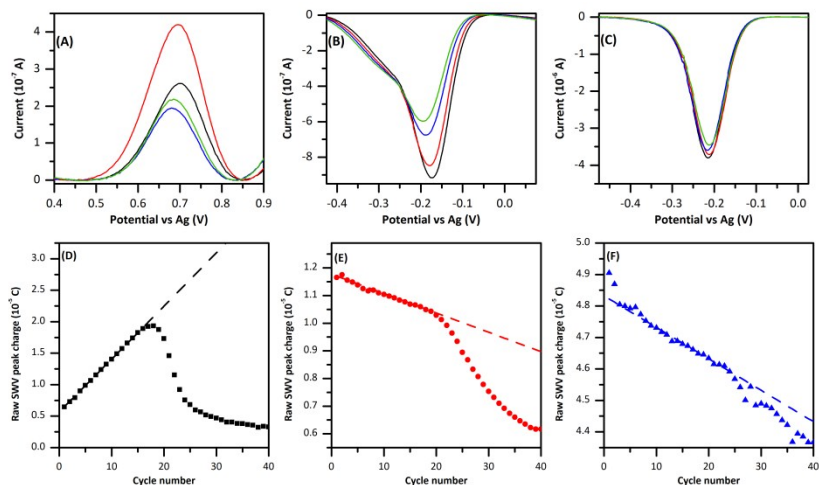 (A)
Current (10⁻⁷ A)
4
3
2
1
0
0.4 0.5 0.6 0.7 0.8 0.9
Potential vs Ag (V)
(B)
Current (10⁻⁷ A)
0
-2
-4
-6
-8
-0.4 -0.3 -0.2 -0.1 0.0
Potential vs Ag (V)
(C)
Current (10⁻⁶ A)
0
-1
-2
-3
-4
-0.4 -0.3 -0.2 -0.1 0.0
Potential vs Ag (V)
(D)
Raw SWV peak charge (10⁻⁵ C)
3.0
2.5
2.0
1.5
1.0
0.5
0.0
0 10 20 30 40
Cycle number
(E)
Raw SWV peak charge (10⁻⁵ C)
1.2
1.1
1.0
0.9
0.8
0.7
0.6
0 10 20 30 40
Cycle number
(F)
Raw SWV peak charge (10⁻⁵ C)
5.0
4.9
4.8
4.7
4.6
4.5
4.4
0 10 20 30 40
Cycle number